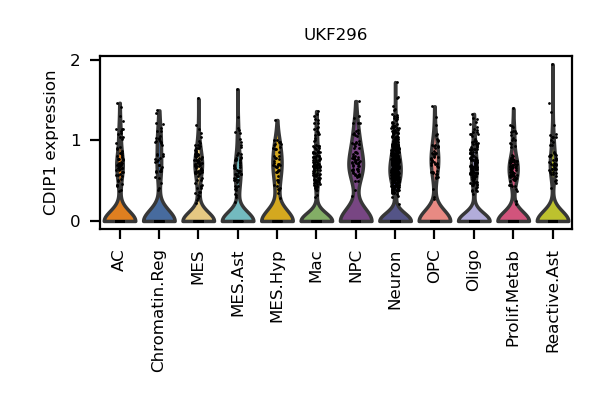 UKF296
CDIP1 expression
2
1
0
AC
Chromatin.Reg
MES
MES.Ast
MES.Hyp
Mac
NPC
Neuron
OPC
Oligo
Prolif.Metab
Reactive.Ast